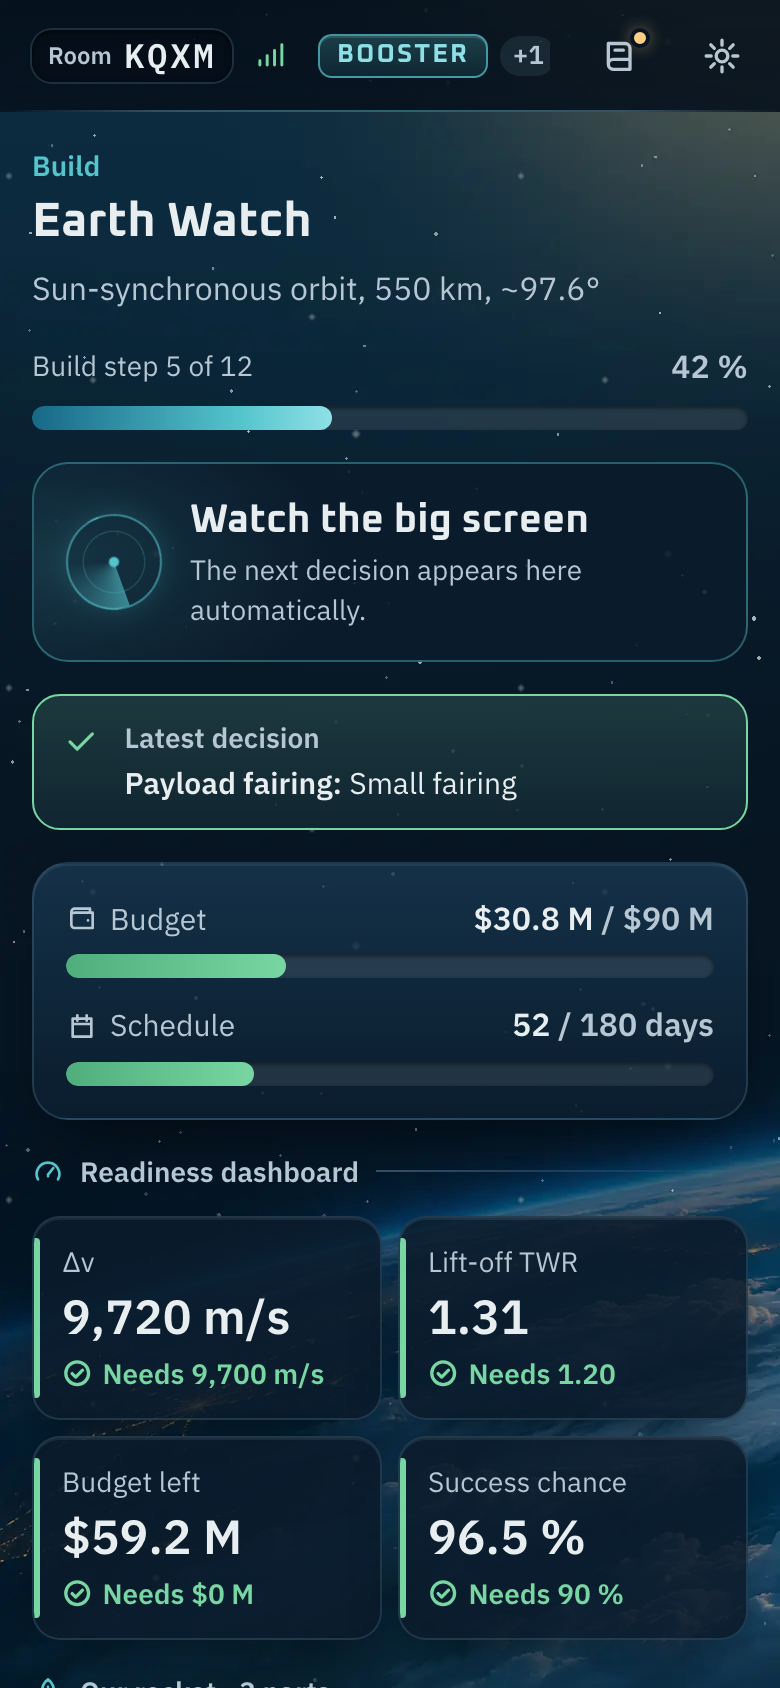 Room KQXM BOOSTER +1
Build
Earth Watch
Sun-synchronous orbit, 550 km, ~97.6°
Build step 5 of 12 42 %
Watch the big screen
The next decision appears here
automatically.
Latest decision
Payload fairing: Small fairing
Budget $30.8 M / $90 M
Schedule 52 / 180 days
Readiness dashboard
Δv
9,720 m/s
Needs 9,700 m/s
Lift-off TWR
1.31
Needs 1.20
Budget left
$59.2 M
Needs $0 M
Success chance
96.5 %
Needs 90 %